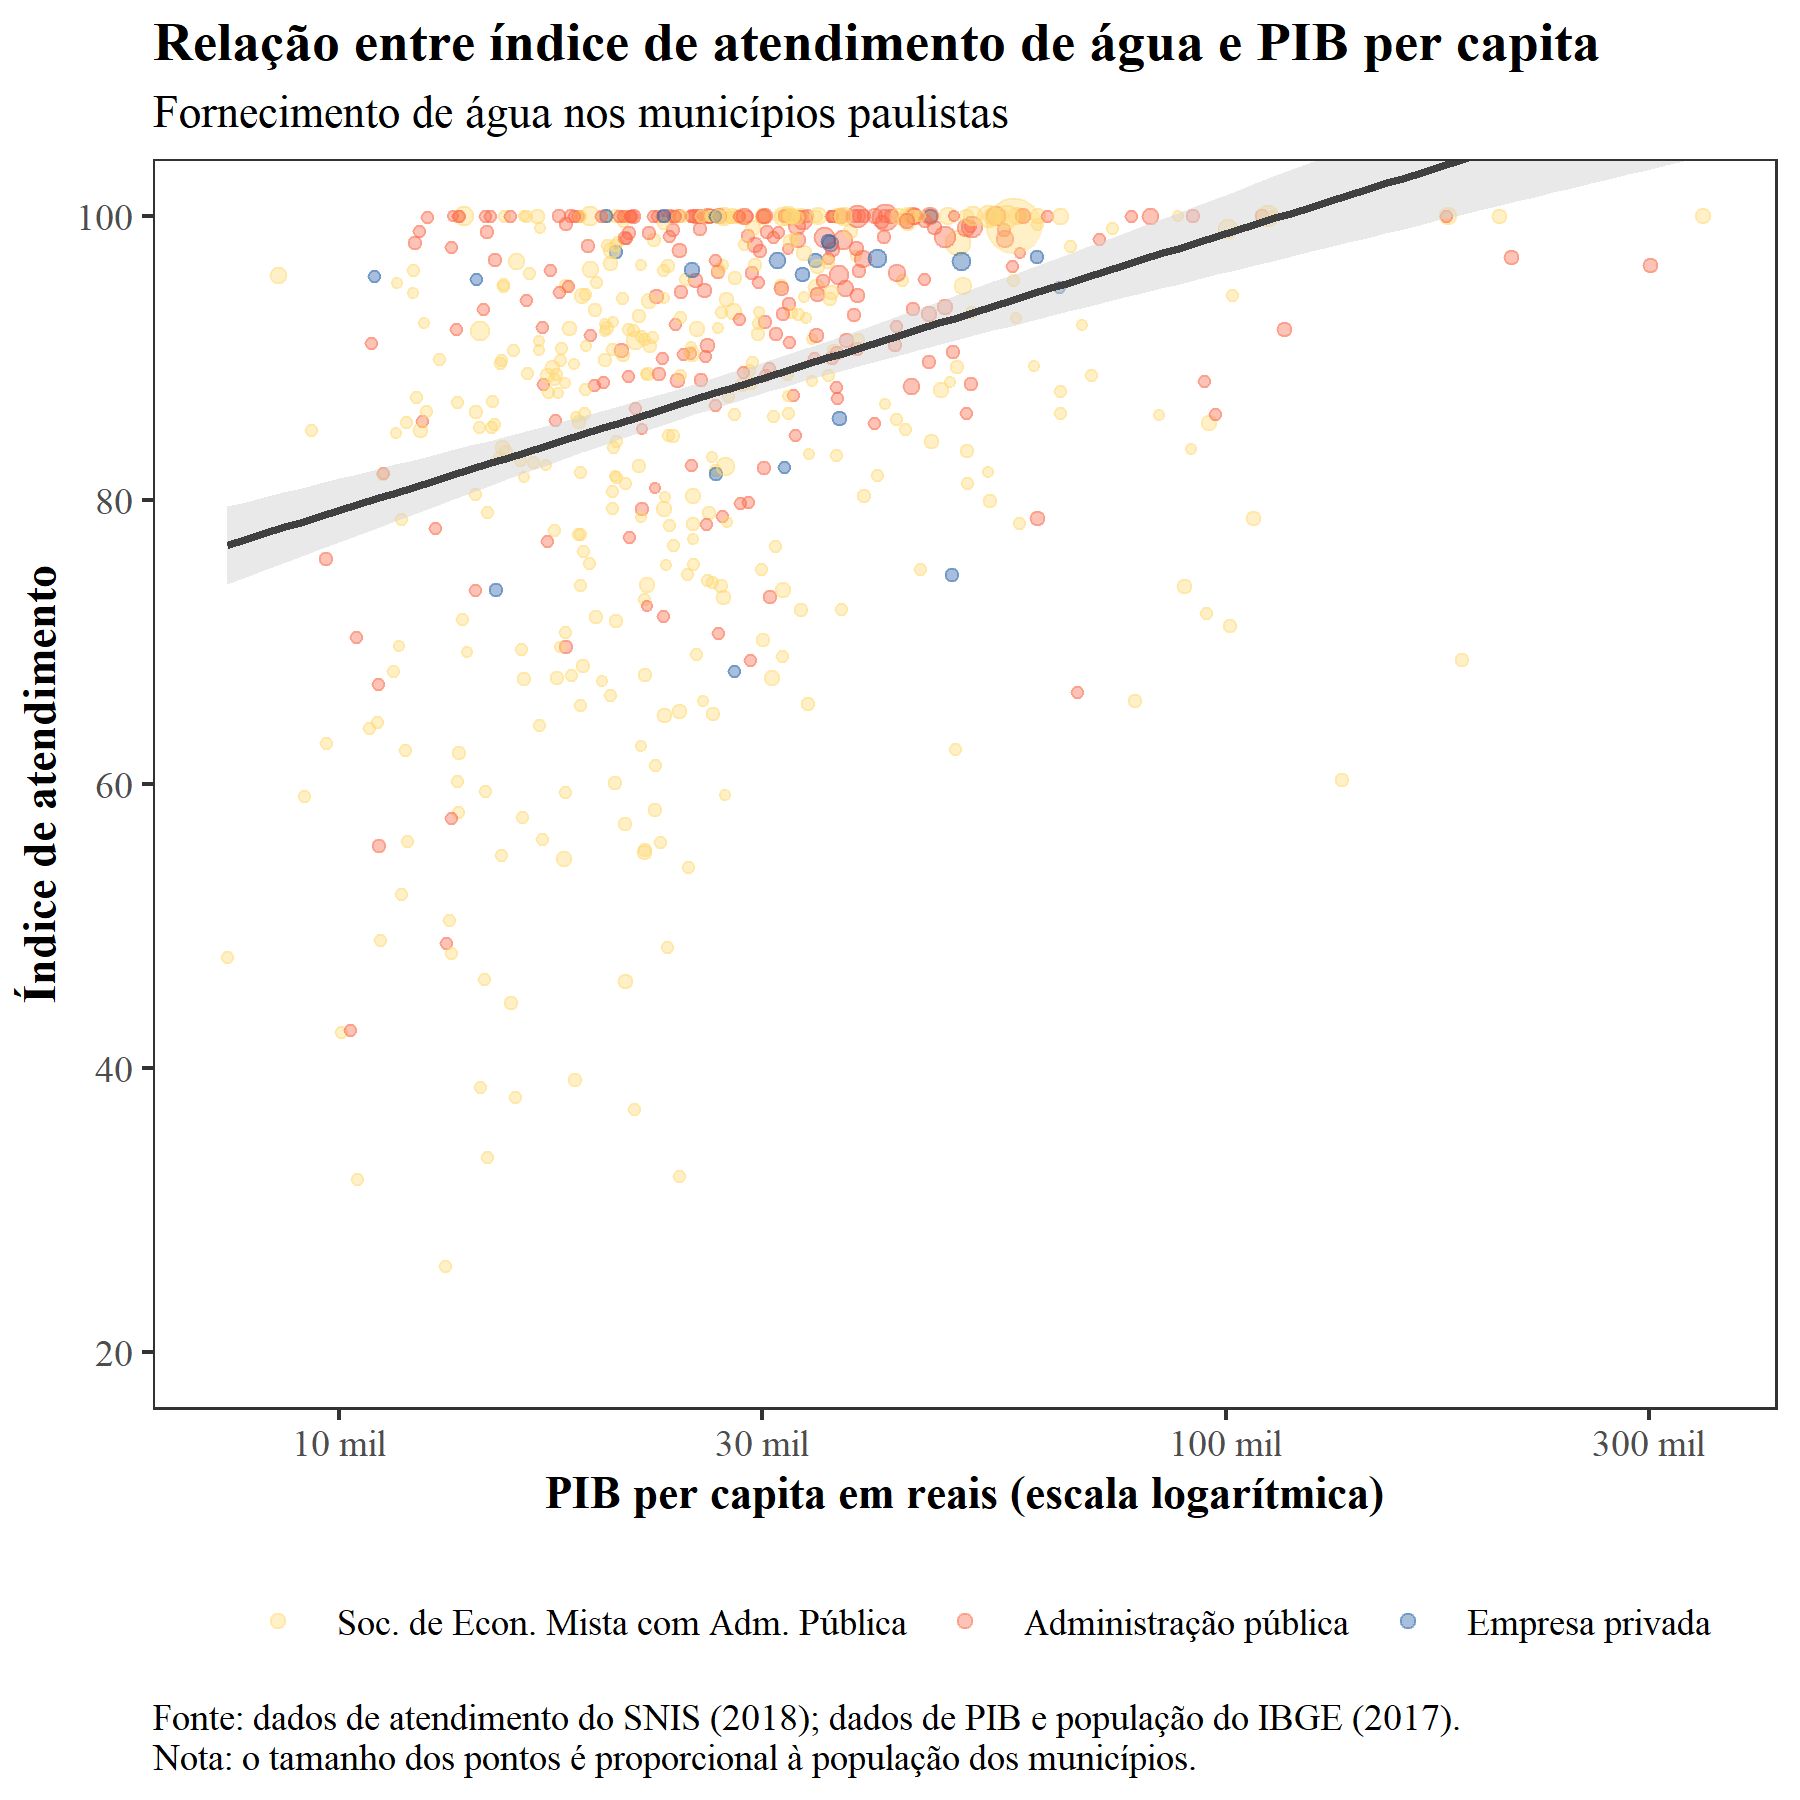 Relação entre índice de atendimento de água e PIB per capita
Fornecimento de água nos municípios paulistas
Índice de atendimento
100
80
60
40
20
10 mil
30 mil
100 mil
300 mil
PIB per capita em reais (escala logarítmica)
Soc. de Econ. Mista com Adm. Pública
Administração pública
Empresa privada
Fonte: dados de atendimento do SNIS (2018); dados de PIB e população do IBGE (2017).
Nota: o tamanho dos pontos é proporcional à população dos municípios.